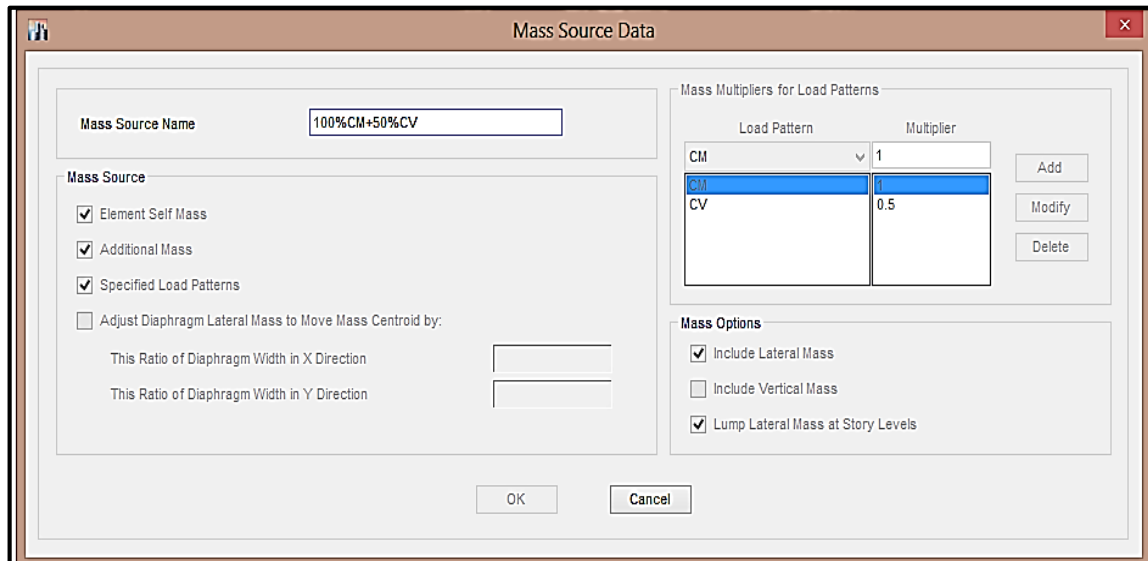 Mass Source Data
Mass Source Name
100%CM+50%CV
Mass Source
Element Self Mass
Additional Mass
Specified Load Patterns
Adjust Diaphragm Lateral Mass to Move Mass Centroid by:
This Ratio of Diaphragm Width in X Direction
This Ratio of Diaphragm Width in Y Direction
Mass Multipliers for Load Patterns
Load Pattern Multiplier
CM 1
CM 1
CV 0.5
Add
Modify
Delete
Mass Options
Include Lateral Mass
Include Vertical Mass
Lump Lateral Mass at Story Levels
OK Cancel